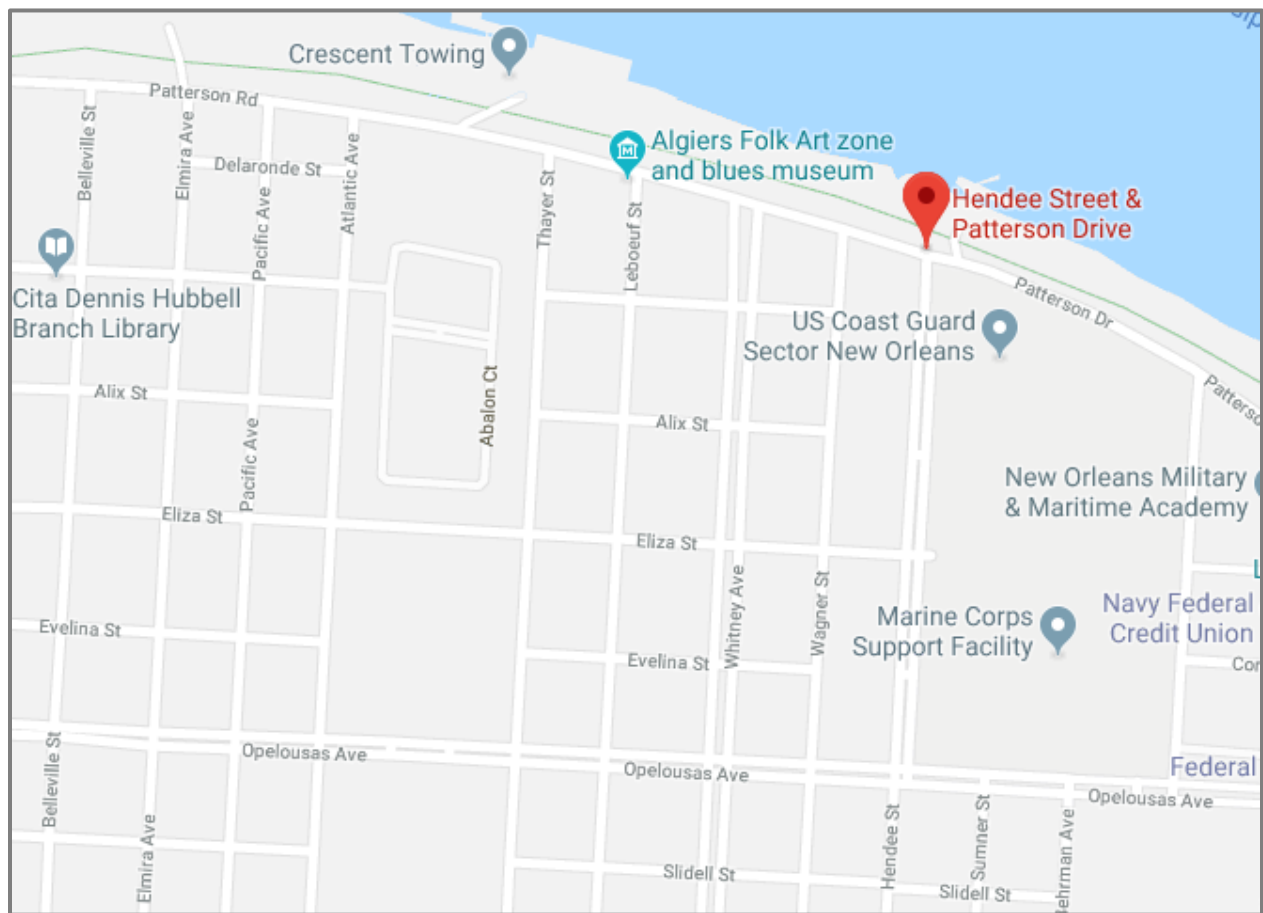 Crescent Towing
Patterson Rd
Belleville St
Elmira Ave
Delaronde St
Pacific Ave
Atlantic Ave
Algiers Folk Art zone
and blues museum
Thayer St
Leboeuf St
Hendee Street &
Patterson Drive
Patterson Dr
Cita Dennis Hubbell
Branch Library
US Coast Guard
Sector New Orleans
Alix St
Abalon Ct
Alix St
Pacific Ave
New Orleans Military
& Maritime Academy
Eliza St
Eliza St
Whitney Ave
Wagner St
Navy Federal
Credit Union
Marine Corps
Support Facility
Evelina St
Evelina St
Belleville St
Opelousas Ave
Opelousas Ave
Federal
Opelousas Ave
Elmira Ave
Hendee St
Sumner St
Slidell St
Slidell St